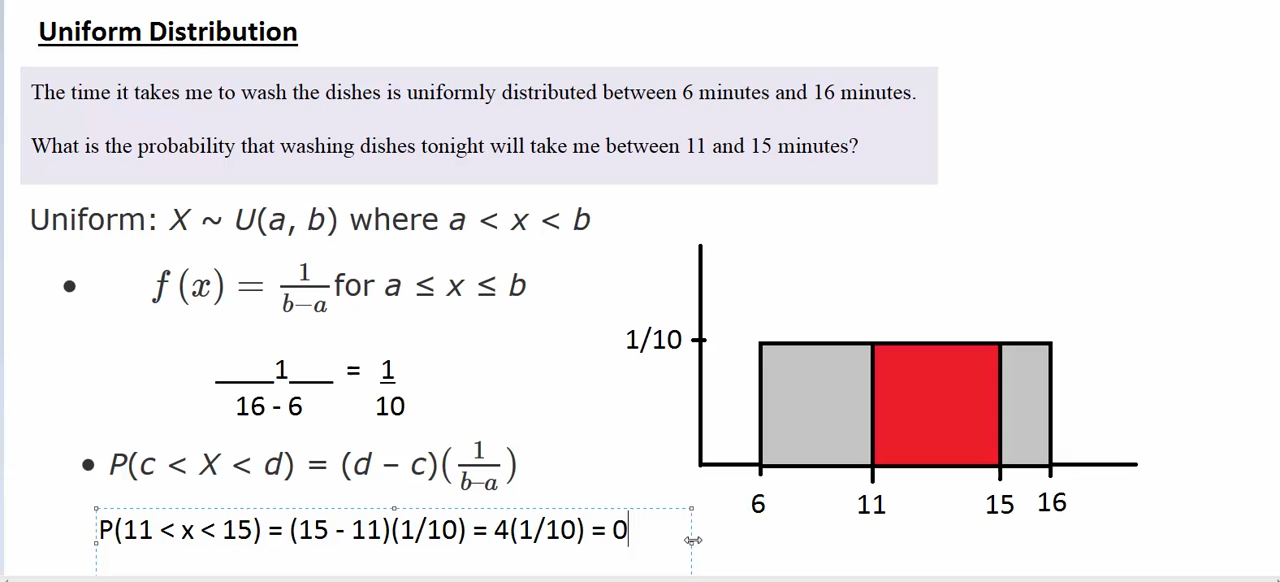 Uniform Distribution
The time it takes me to wash the dishes is uniformly distributed between 6 minutes and 16 minutes.
What is the probability that washing dishes tonight will take me between 11 and 15 minutes?
Uniform: X ~ U(a, b) where a < x < b
• f(x) = 1/(b−a) for a ≤ x ≤ b
1/10
____1___ = 1
16 - 6 10
• P(c < X < d) = (d – c)(1/(b–a))
P(11 < x < 15) = (15 - 11)(1/10) = 4(1/10) = 0
6 11 15 16